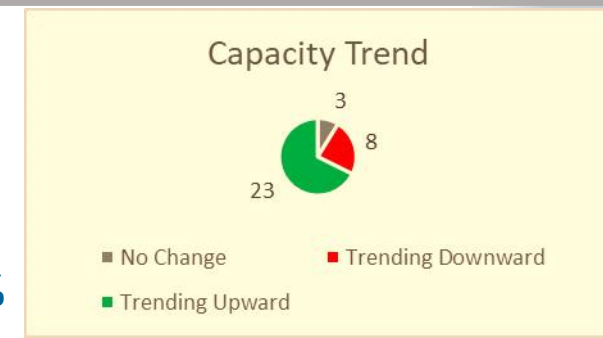 Capacity Trend
3
8
23
No Change
Trending Downward
Trending Upward